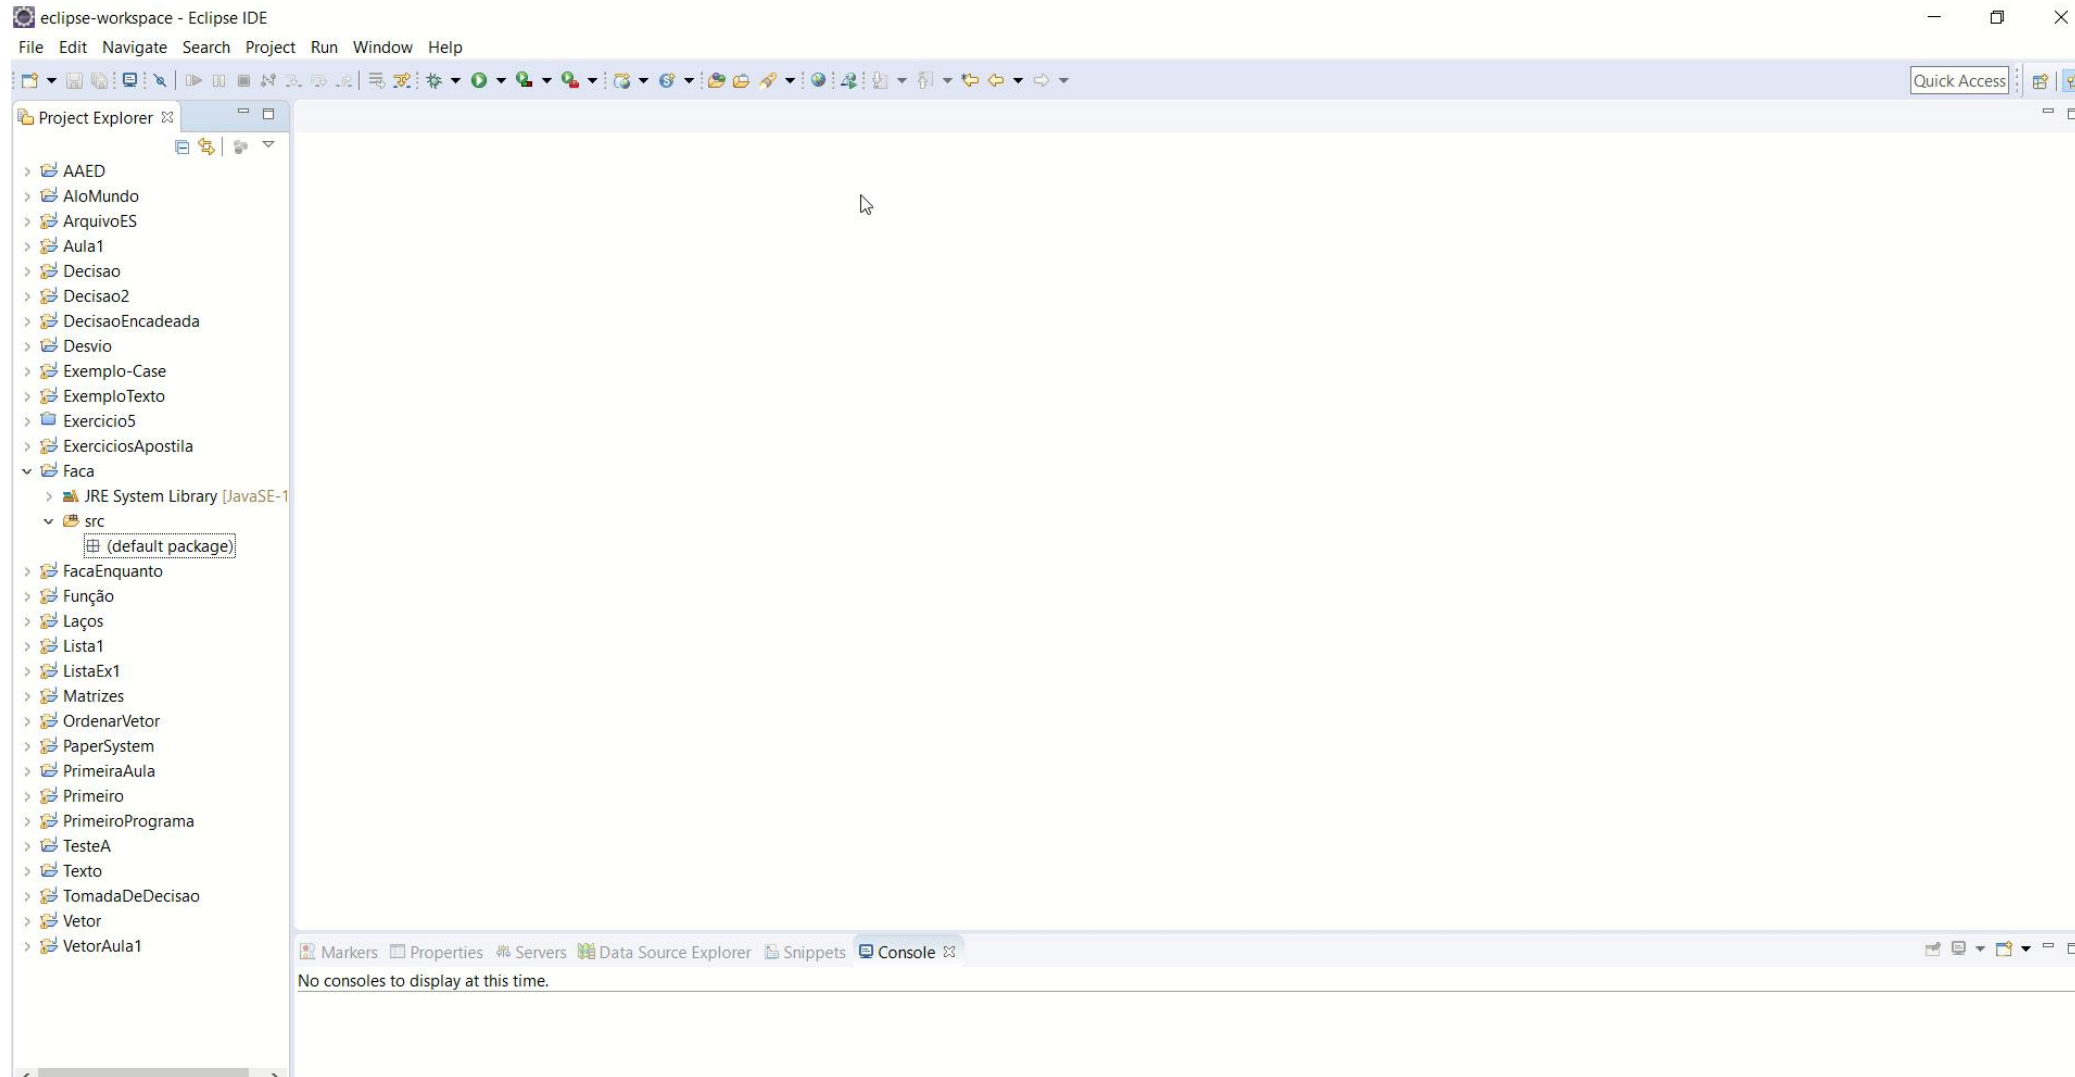 eclipse-workspace - Eclipse IDE
File Edit Navigate Search Project Run Window Help
Quick Access
Project Explorer
AAED
AloMundo
ArquivoES
Aula1
Decisao
Decisao2
DecisaoEncadeada
Desvio
Exemplo-Case
ExemploTexto
Exercicio5
ExerciciosApostila
Faca
JRE System Library [JavaSE-1
src
(default package)
FacaEnquanto
Função
Laços
Lista1
ListaEx1
Matrizes
OrdenarVetor
PaperSystem
PrimeiraAula
Primeiro
PrimeiroPrograma
TesteA
Texto
TomadaDeDecisao
Vetor
VetorAula1
Markers Properties Servers Data Source Explorer Snippets Console
No consoles to display at this time.